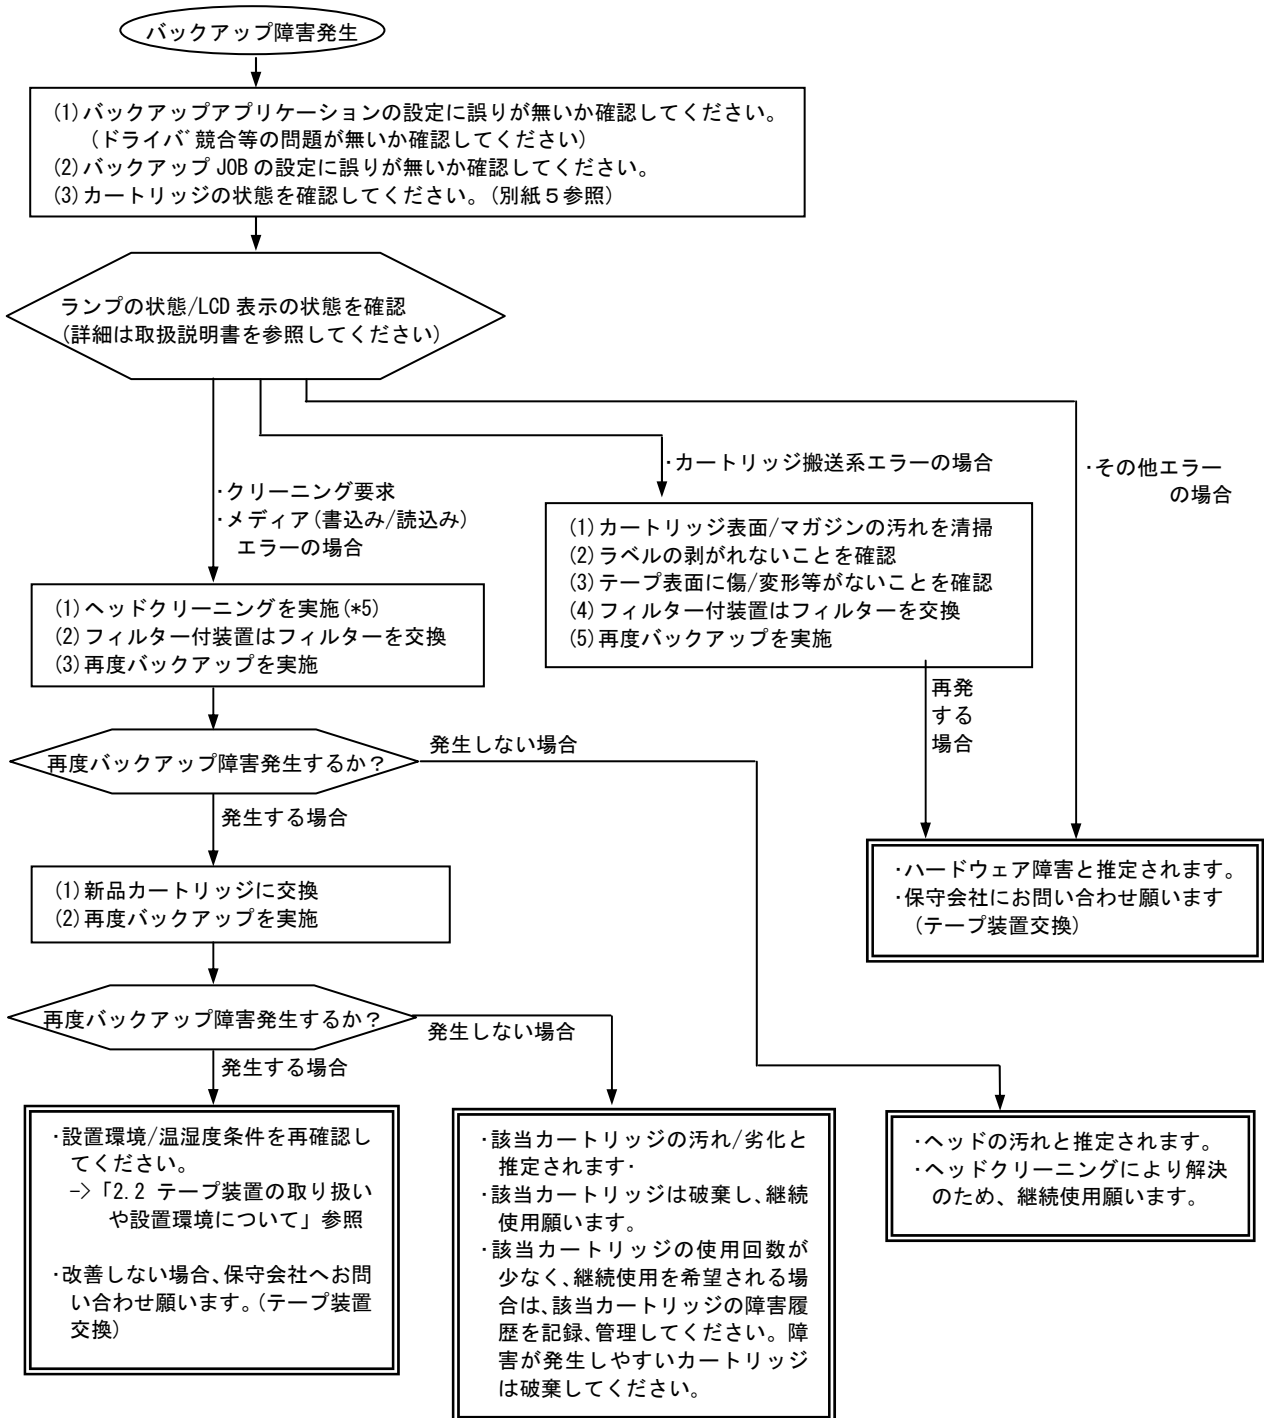 バックアップ障害発生
(1)バックアップアプリケーションの設定に誤りが無いか確認してください。
(ドライバ゛競合等の問題が無いか確認してください)
(2)バックアップ JOB の設定に誤りが無いか確認してください。
(3)カートリッジの状態を確認してください。(別紙5参照)
ランプの状態/LCD 表示の状態を確認
(詳細は取扱説明書を参照してください)
・クリーニング要求
・メディア(書込み/読込み)
エラーの場合
・カートリッジ搬送系エラーの場合
・その他エラー
の場合
(1)カートリッジ表面/マガジンの汚れを清掃
(2)ラベルの剥がれないことを確認
(3)テープ表面に傷/変形等がないことを確認
(4)フィルター付装置はフィルターを交換
(5)再度バックアップを実施
(1)ヘッドクリーニングを実施(*5)
(2)フィルター付装置はフィルターを交換
(3)再度バックアップを実施
再発
する
場合
再度バックアップ障害発生するか?
発生しない場合
発生する場合
・ハードウェア障害と推定されます。
・保守会社にお問い合わせ願います
(テープ装置交換)
(1)新品カートリッジに交換
(2)再度バックアップを実施
再度バックアップ障害発生するか?
発生しない場合
発生する場合
・設置環境/温湿度条件を再確認し
てください。
->「2.2 テープ装置の取り扱い
や設置環境について」参照
・改善しない場合、保守会社へお問
い合わせ願います。(テープ装置
交換)
・該当カートリッジの汚れ/劣化と
推定されます・
・該当カートリッジは破棄し、継続
使用願います。
・該当カートリッジの使用回数が
少なく、継続使用を希望される場
合は、該当カートリッジの障害履
歴を記録、管理してください。障
害が発生しやすいカートリッジ
は破棄してください。
・ヘッドの汚れと推定されます。
・ヘッドクリーニングにより解決
のため、継続使用願います。